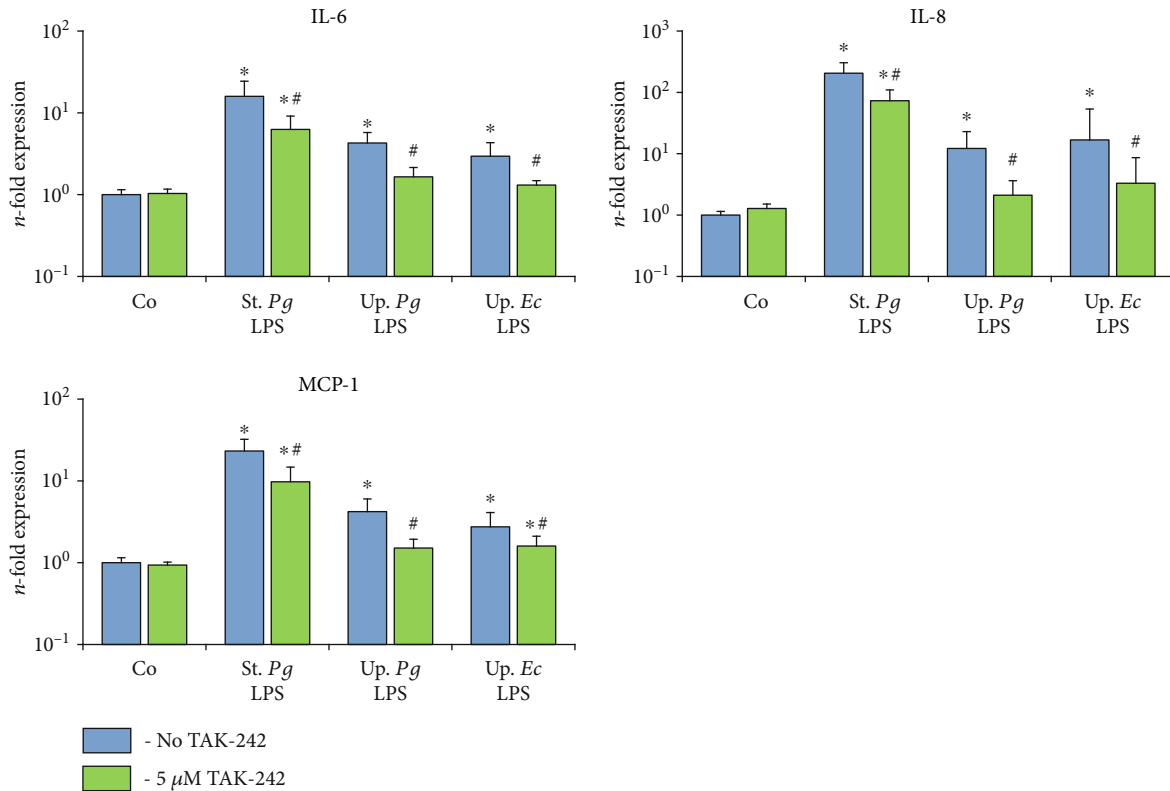 IL-6
n-fold expression
10²
10¹
10⁰
10⁻¹
*
*#
*
#
*
#
Co
St. Pg
LPS
Up. Pg
LPS
Up. Ec
LPS
IL-8
n-fold expression
10³
10²
10¹
10⁰
10⁻¹
*
*#
*
#
*
#
Co
St. Pg
LPS
Up. Pg
LPS
Up. Ec
LPS
MCP-1
n-fold expression
10²
10¹
10⁰
10⁻¹
*
*#
*
#
*
*#
Co
St. Pg
LPS
Up. Pg
LPS
Up. Ec
LPS
- No TAK-242
- 5 μM TAK-242